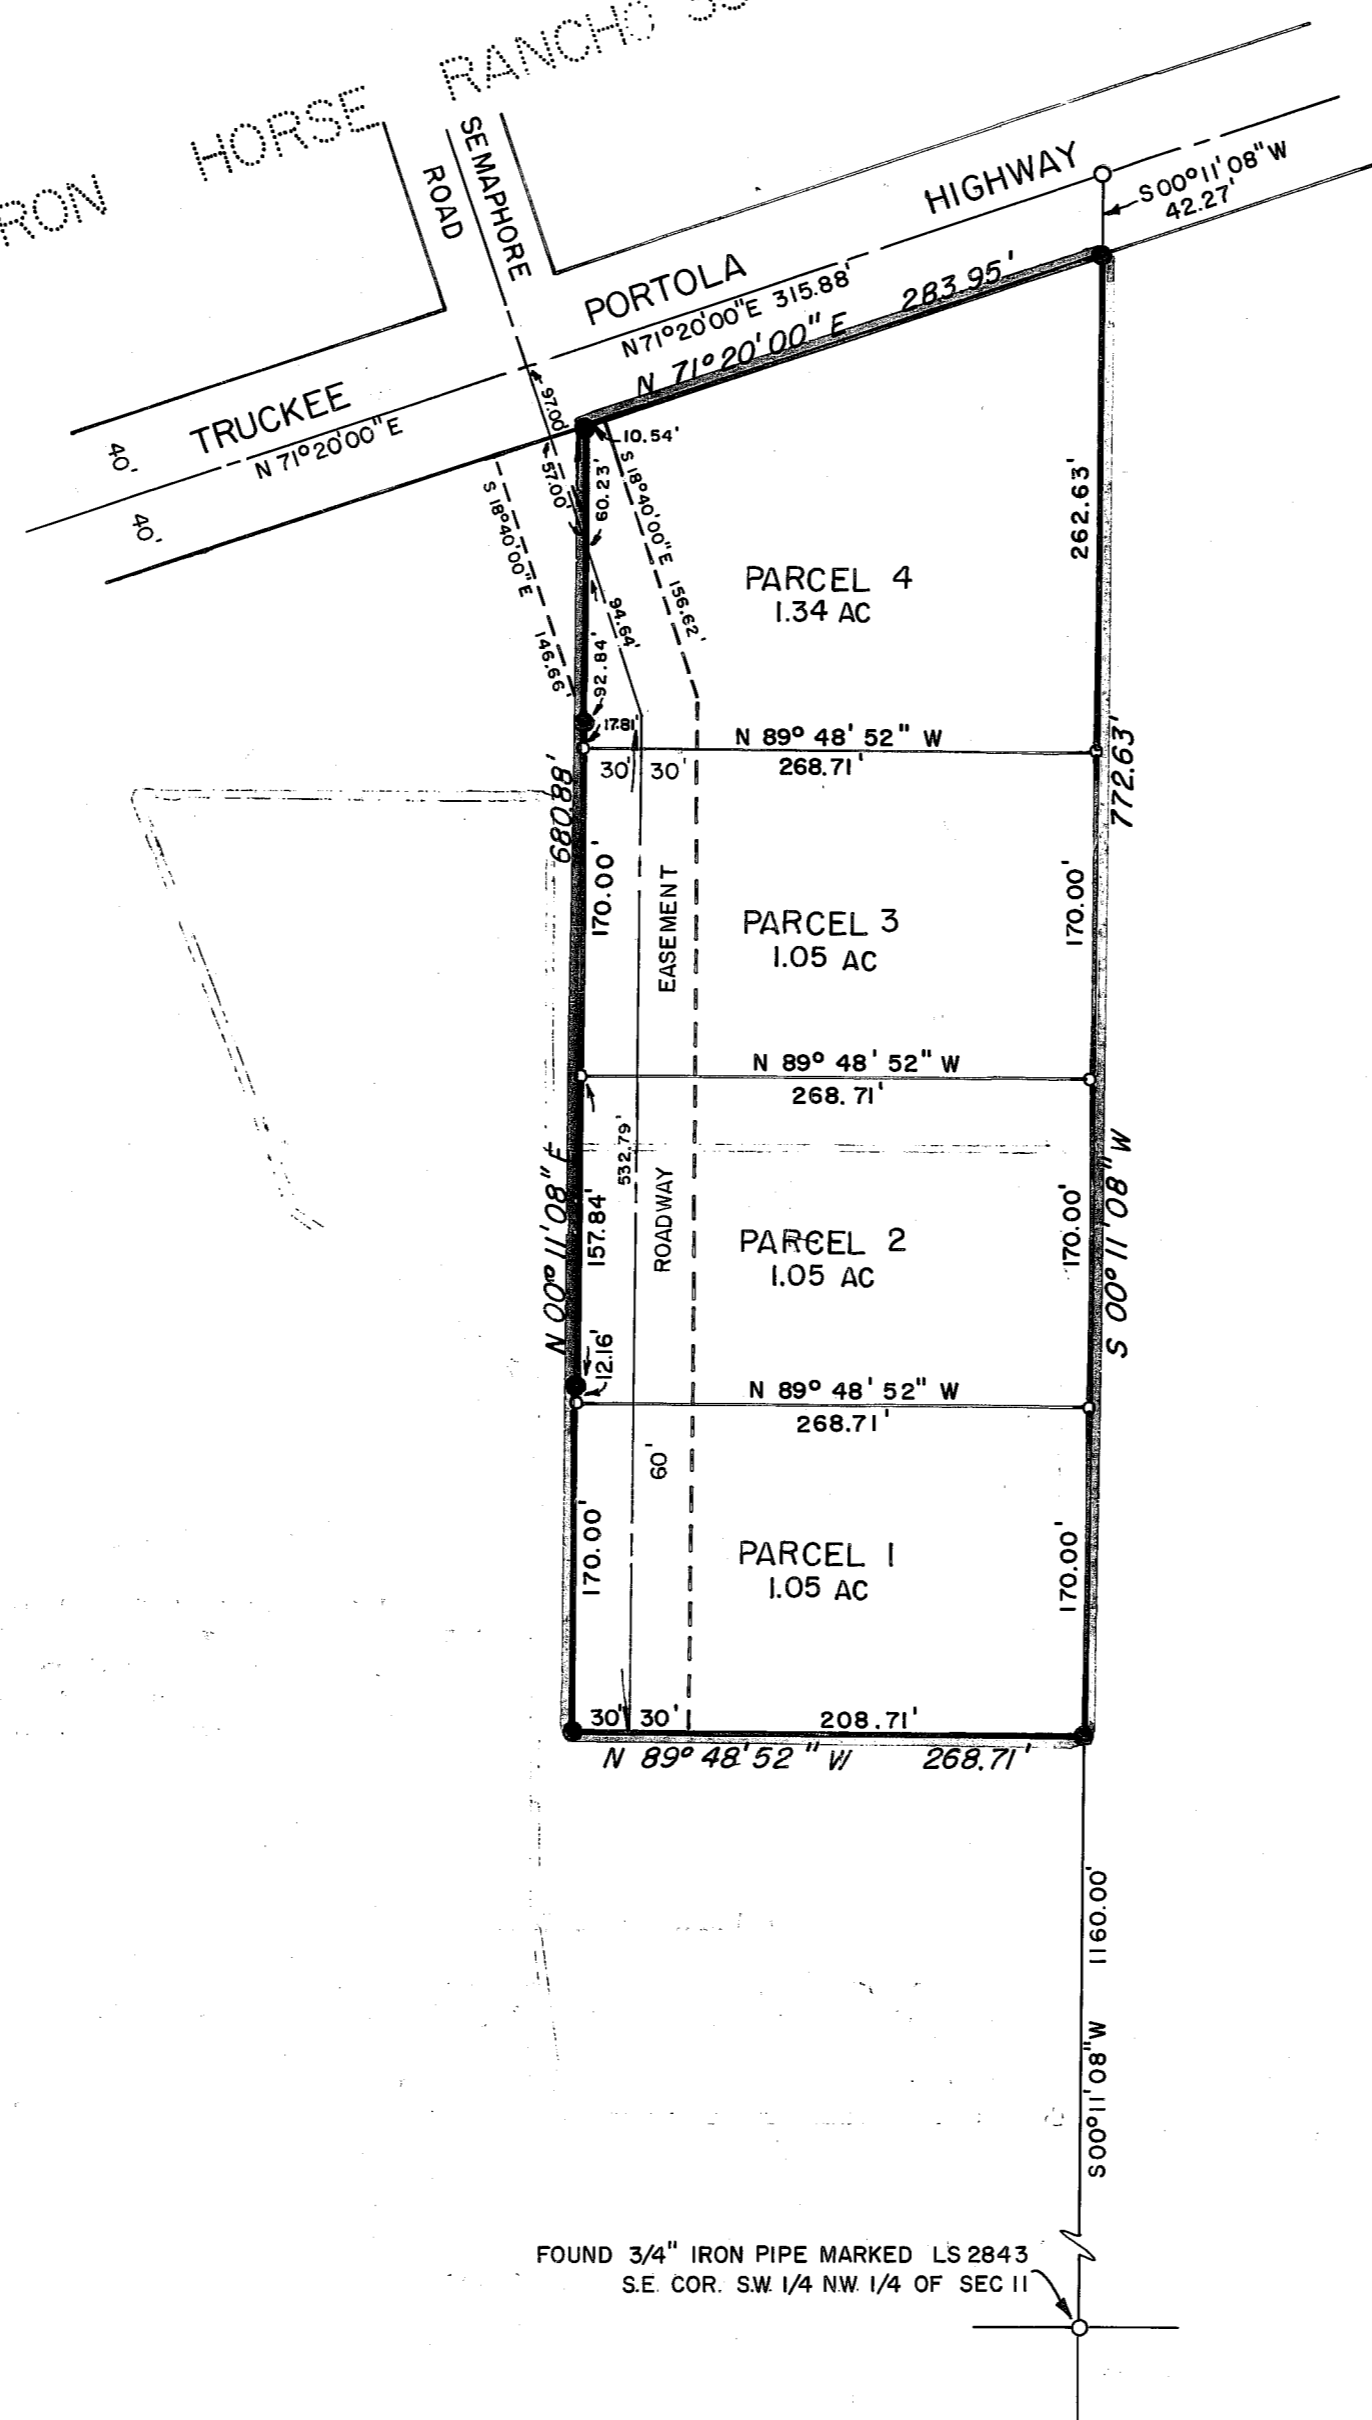 RON HORSE RANCHO
SEMAPHORE
ROAD
HIGHWAY
S 00° 11' 08" W
42.27'
PORTOLA
N 71° 20' 00" E 315.88'
283.95'
N 71° 20' 00" E
TRUCKEE
N 71° 20' 00" E
40'
40'
97.00'
57.00'
10.54'
60.23'
S 18° 40' 00" E 156.62'
S 18° 40' 00" E 146.66'
94.64'
92.84'
17.81'
262.63'
PARCEL 4
1.34 AC
N 89° 48' 52" W
268.71'
30' 30'
680.88'
772.63'
170.00'
EASEMENT
PARCEL 3
1.05 AC
170.00'
N 89° 48' 52" W
268.71'
532.79'
N 00° 11' 08" E
157.84'
ROADWAY
PARCEL 2
1.05 AC
170.00'
S 00° 11' 08" W
12.16'
N 89° 48' 52" W
268.71'
60'
170.00'
PARCEL 1
1.05 AC
170.00'
30' 30' 208.71'
N 89° 48' 52" W 268.71'
1160.00'
S 00° 11' 08" W
FOUND 3/4" IRON PIPE MARKED LS 2843
S.E. COR. S.W. 1/4 N.W. 1/4 OF SEC 11